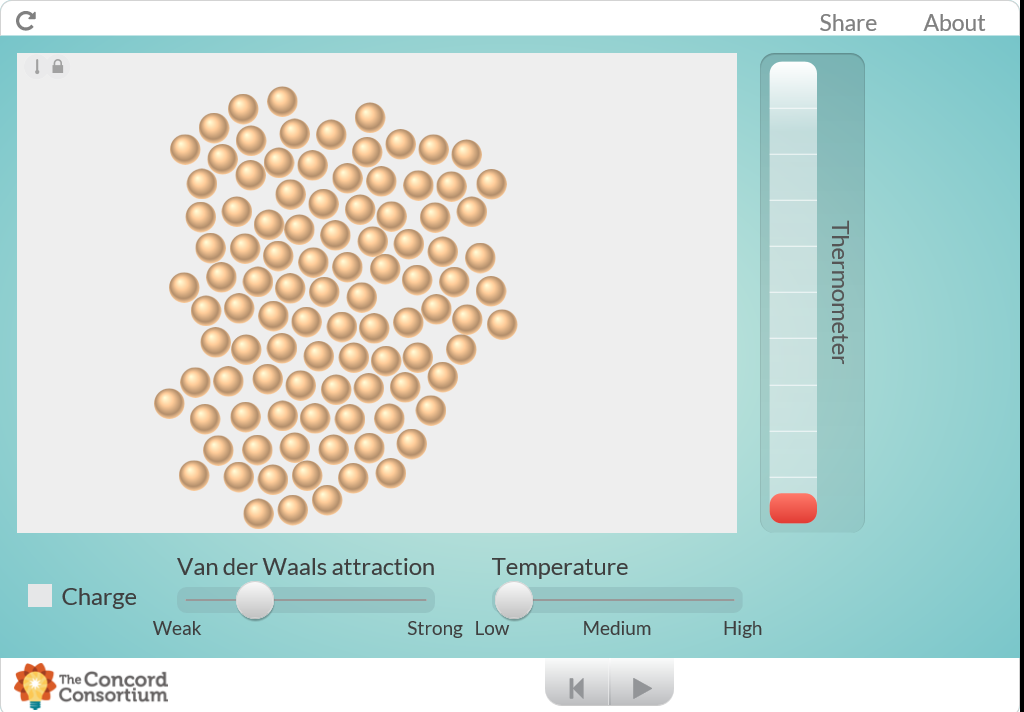 Share
About
Thermometer
Van der Waals attraction
Temperature
Charge
Weak
Strong
Low
Medium
High
The Concord
Consortium